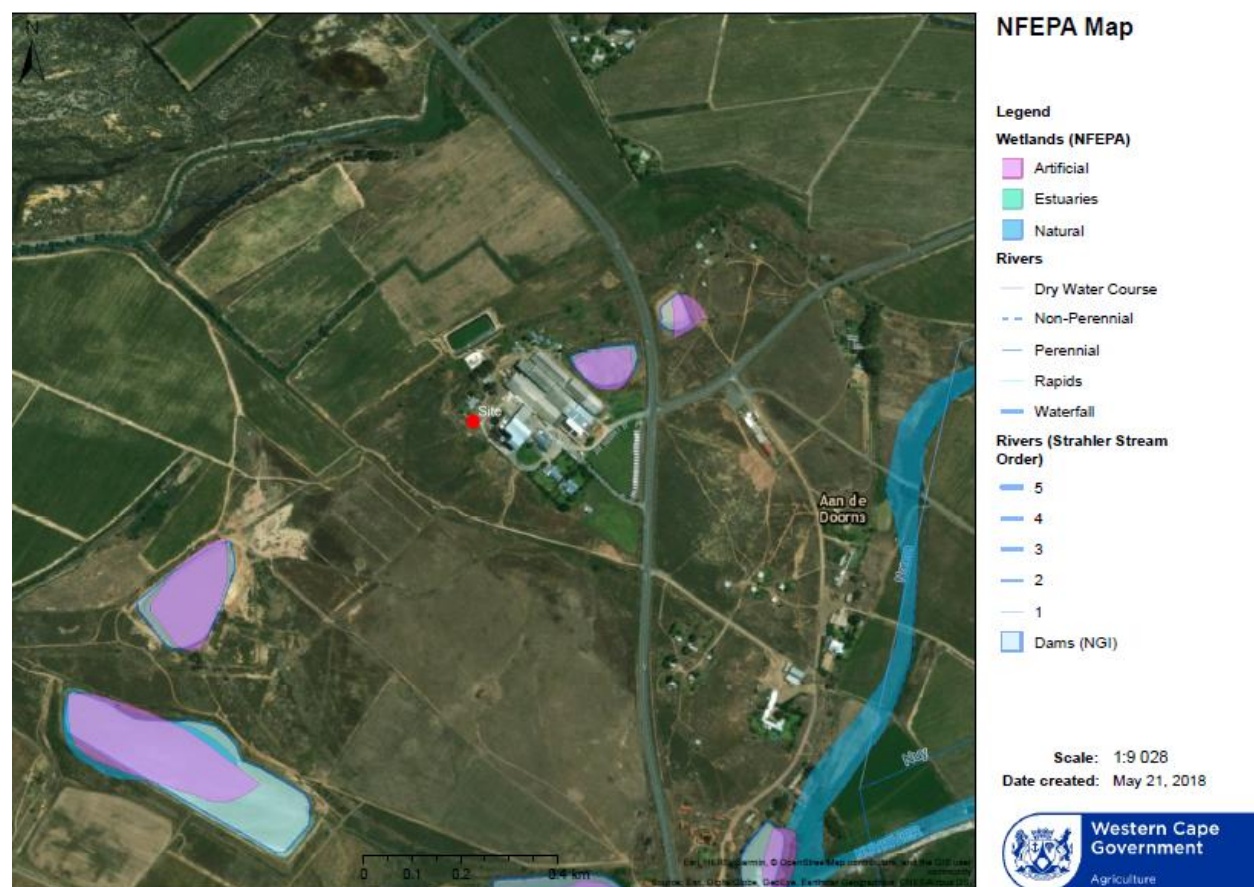 NFEPA Map
N
Legend
Wetlands (NFEPA)
Artificial
Estuaries
Natural
Rivers
Dry Water Course
Non-Perennial
Perennial
Rapids
Waterfall
Rivers (Strahler Stream
Order)
5
4
3
2
1
Dams (NGI)
Site
Aan de
Doorns
Nuy
0
0.1
0.2
0.4 km
Scale: 1:9 028
Date created: May 21, 2018
Western Cape
Government
Agriculture